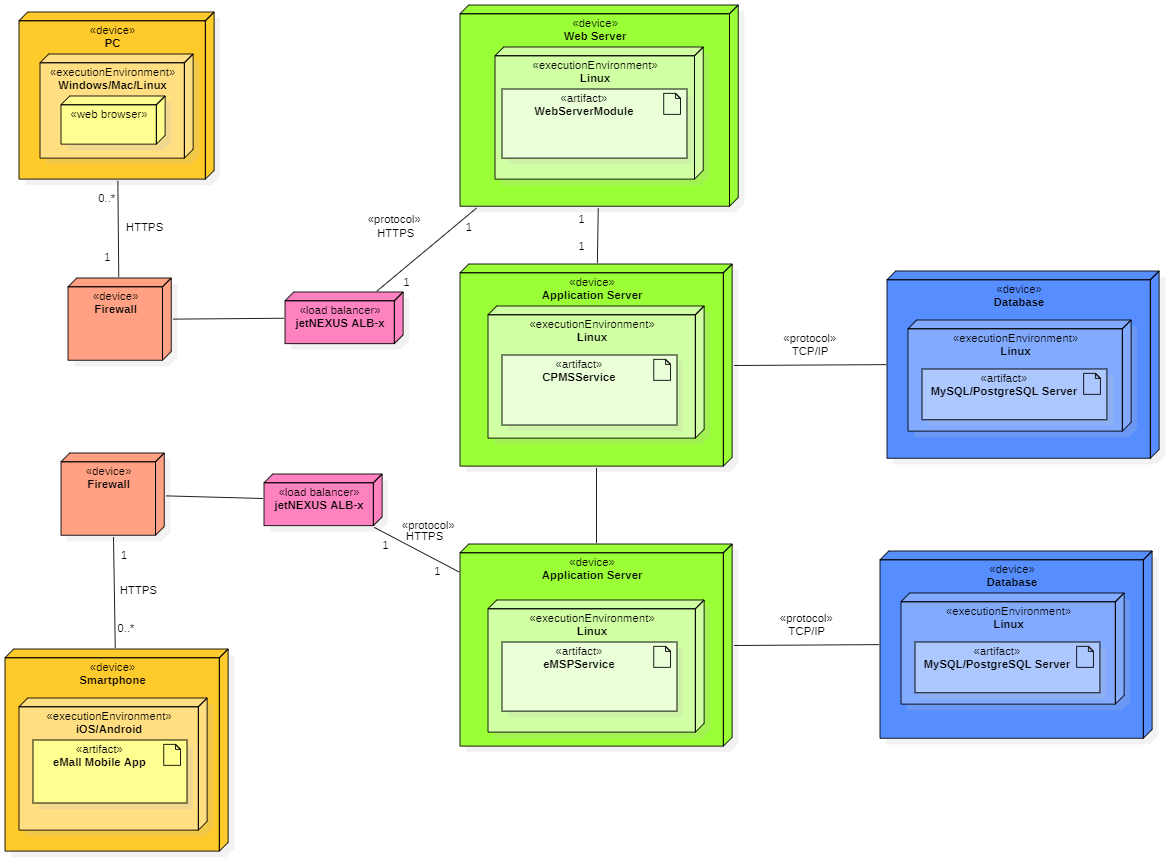 «device»
PC
«executionEnvironment»
Windows/Mac/Linux
«web browser»
0..*
HTTPS
1
«device»
Firewall
«load balancer»
jetNEXUS ALB-x
1
«protocol»
HTTPS
1
«device»
Web Server
«executionEnvironment»
Linux
«artifact»
WebServerModule
1
1
«device»
Application Server
«executionEnvironment»
Linux
«artifact»
CPMSService
«protocol»
TCP/IP
«device»
Database
«executionEnvironment»
Linux
«artifact»
MySQL/PostgreSQL Server
«device»
Firewall
1
HTTPS
0..*
«load balancer»
jetNEXUS ALB-x
«protocol»
HTTPS
1
1
«device»
Application Server
«executionEnvironment»
Linux
«artifact»
eMSPService
«protocol»
TCP/IP
«device»
Database
«executionEnvironment»
Linux
«artifact»
MySQL/PostgreSQL Server
«device»
Smartphone
«executionEnvironment»
iOS/Android
«artifact»
eMall Mobile App